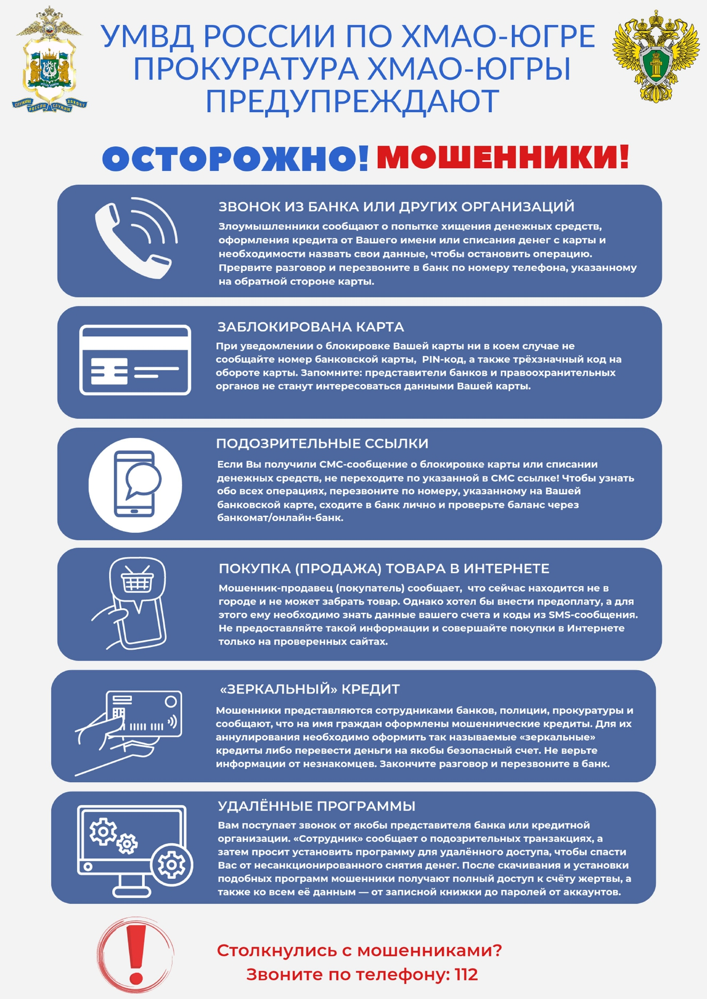 УМВД РОССИИ ПО ХМАО-ЮГРЕ
ПРОКУРАТУРА ХМАО-ЮГРЫ
ПРЕДУПРЕЖДАЮТ
СЛУЖИМ РОССИИ СЛУЖИМ ЗАКОНУ
ОСТОРОЖНО! МОШЕННИКИ!
ЗВОНОК ИЗ БАНКА ИЛИ ДРУГИХ ОРГАНИЗАЦИЙ
Злоумышленники сообщают о попытке хищения денежных средств,
оформления кредита от Вашего имени или списания денег с карты и
необходимости назвать свои данные, чтобы остановить операцию.
Прервите разговор и перезвоните в банк по номеру телефона, указанному
на обратной стороне карты.
ЗАБЛОКИРОВАНА КАРТА
При уведомлении о блокировке Вашей карты ни в коем случае не
сообщайте номер банковской карты, PIN-код, а также трёхзначный код на
обороте карты. Запомните: представители банков и правоохранительных
органов не станут интересоваться данными Вашей карты.
ПОДОЗРИТЕЛЬНЫЕ ССЫЛКИ
Если Вы получили СМС-сообщение о блокировке карты или списании
денежных средств, не переходите по указанной в СМС ссылке! Чтобы узнать
обо всех операциях, перезвоните по номеру, указанному на Вашей
банковской карте, сходите в банк лично и проверьте баланс через
банкомат/онлайн-банк.
ПОКУПКА (ПРОДАЖА) ТОВАРА В ИНТЕРНЕТЕ
Мошенник-продавец (покупатель) сообщает, что сейчас находится не в
городе и не может забрать товар. Однако хотел бы внести предоплату, а для
этого ему необходимо знать данные вашего счета и коды из SMS-сообщения.
Не предоставляйте такой информации и совершайте покупки в Интернете
только на проверенных сайтах.
«ЗЕРКАЛЬНЫЙ» КРЕДИТ
Мошенники представляются сотрудниками банков, полиции, прокуратуры и
сообщают, что на имя граждан оформлены мошеннические кредиты. Для их
аннулирования необходимо оформить так называемые «зеркальные»
кредиты либо перевести деньги на якобы безопасный счет. Не верьте
информации от незнакомцев. Закончите разговор и перезвоните в банк.
УДАЛЁННЫЕ ПРОГРАММЫ
Вам поступает звонок от якобы представителя банка или кредитной
организации. «Сотрудник» сообщает о подозрительных транзакциях, а
затем просит установить программу для удалённого доступа, чтобы спасти
Вас от несанкционированного снятия денег. После скачивания и установки
подобных программ мошенники получают полный доступ к счёту жертвы, а
также ко всем её данным — от записной книжки до паролей от аккаунтов.
Столкнулись с мошенниками?
Звоните по телефону: 112